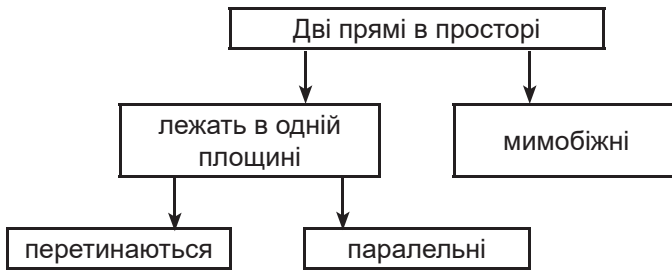 Дві прямі в просторі
лежать в одній
площині
мимобіжні
перетинаються
паралельні